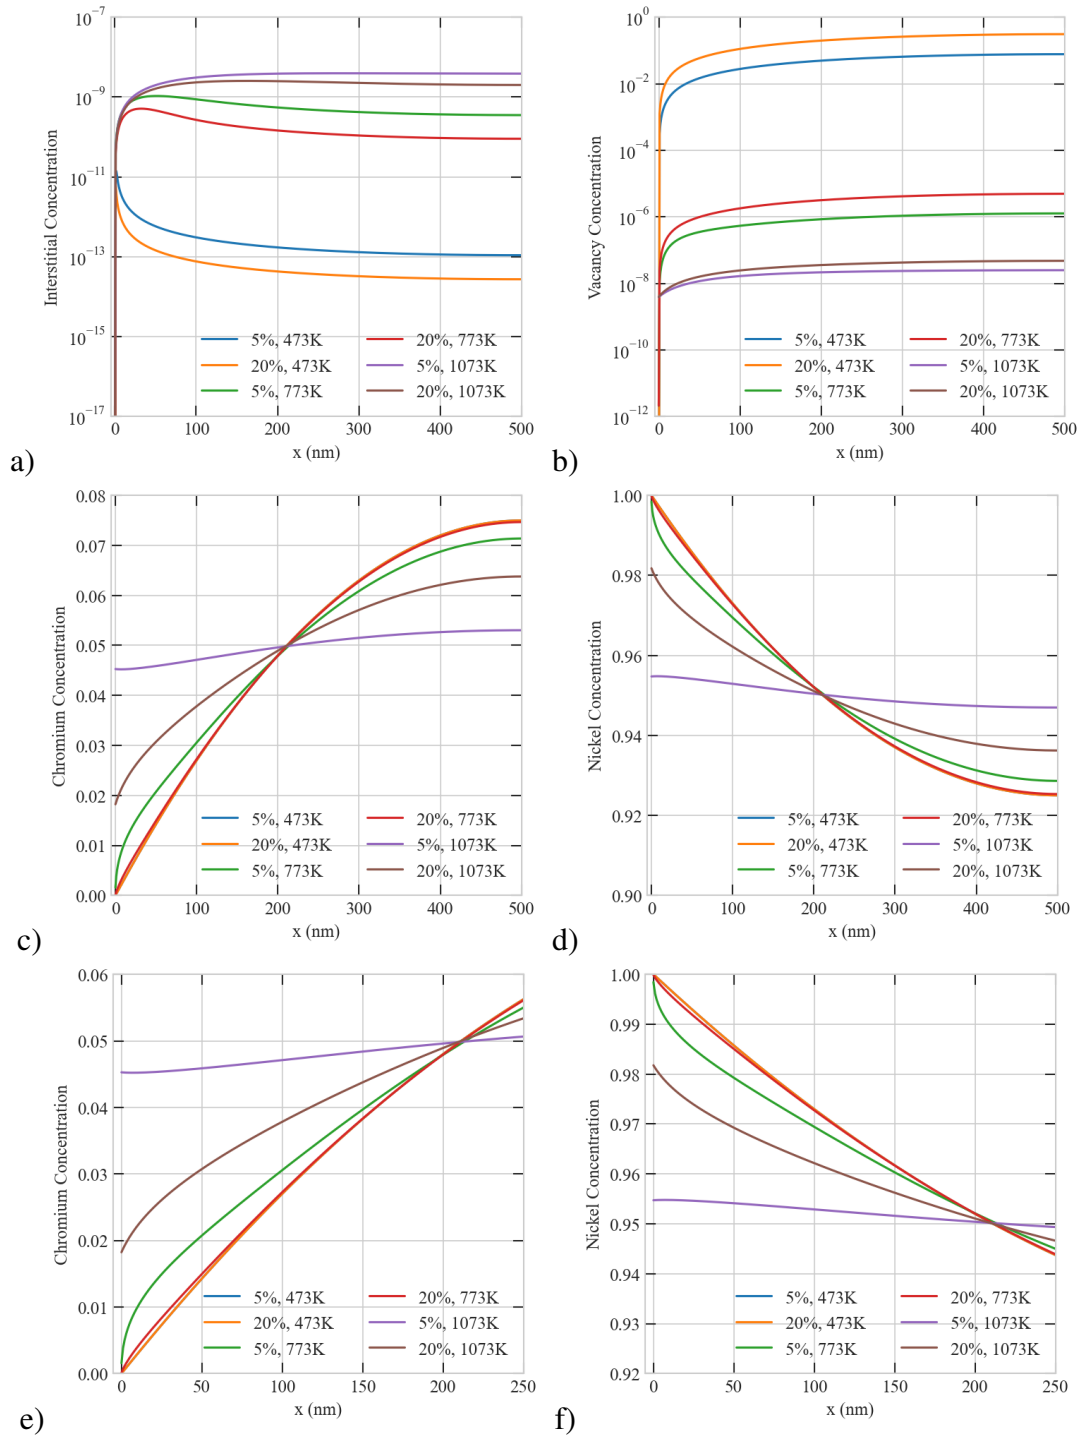 10⁻⁷
10⁻⁹
10⁻¹¹
10⁻¹³
10⁻¹⁵
10⁻¹⁷
Interstitial Concentration
5%, 473K
20%, 473K
5%, 773K
20%, 773K
5%, 1073K
20%, 1073K
0 100 200 300 400 500
x (nm)
a)
10⁰
10⁻²
10⁻⁴
10⁻⁶
10⁻⁸
10⁻¹⁰
10⁻¹²
Vacancy Concentration
5%, 473K
20%, 473K
5%, 773K
20%, 773K
5%, 1073K
20%, 1073K
0 100 200 300 400 500
x (nm)
b)
0.08
0.07
0.06
0.05
0.04
0.03
0.02
0.01
0.00
Chromium Concentration
5%, 473K
20%, 473K
5%, 773K
20%, 773K
5%, 1073K
20%, 1073K
0 100 200 300 400 500
x (nm)
c)
1.00
0.98
0.96
0.94
0.92
0.90
Nickel Concentration
5%, 473K
20%, 473K
5%, 773K
20%, 773K
5%, 1073K
20%, 1073K
0 100 200 300 400 500
x (nm)
d)
0.06
0.05
0.04
0.03
0.02
0.01
0.00
Chromium Concentration
5%, 473K
20%, 473K
5%, 773K
20%, 773K
5%, 1073K
20%, 1073K
0 50 100 150 200 250
x (nm)
e)
1.00
0.99
0.98
0.97
0.96
0.95
0.94
0.93
0.92
Nickel Concentration
5%, 473K
20%, 473K
5%, 773K
20%, 773K
5%, 1073K
20%, 1073K
0 50 100 150 200 250
x (nm)
f)